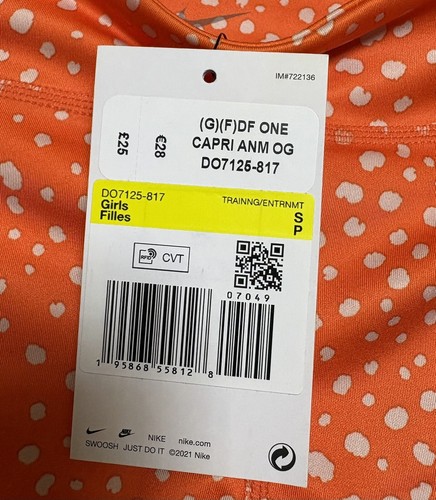 IM#722136
(G)(F)DF ONE
CAPRI ANM OG
DO7125-817
£25
€28
DO7125-817
Girls
Filles
TRAINNG/ENTRNMT
S
P
RFID
CVT
07049
1 95868 55812 8
NIKE nike.com
SWOOSH JUST DO IT ©2021 Nike